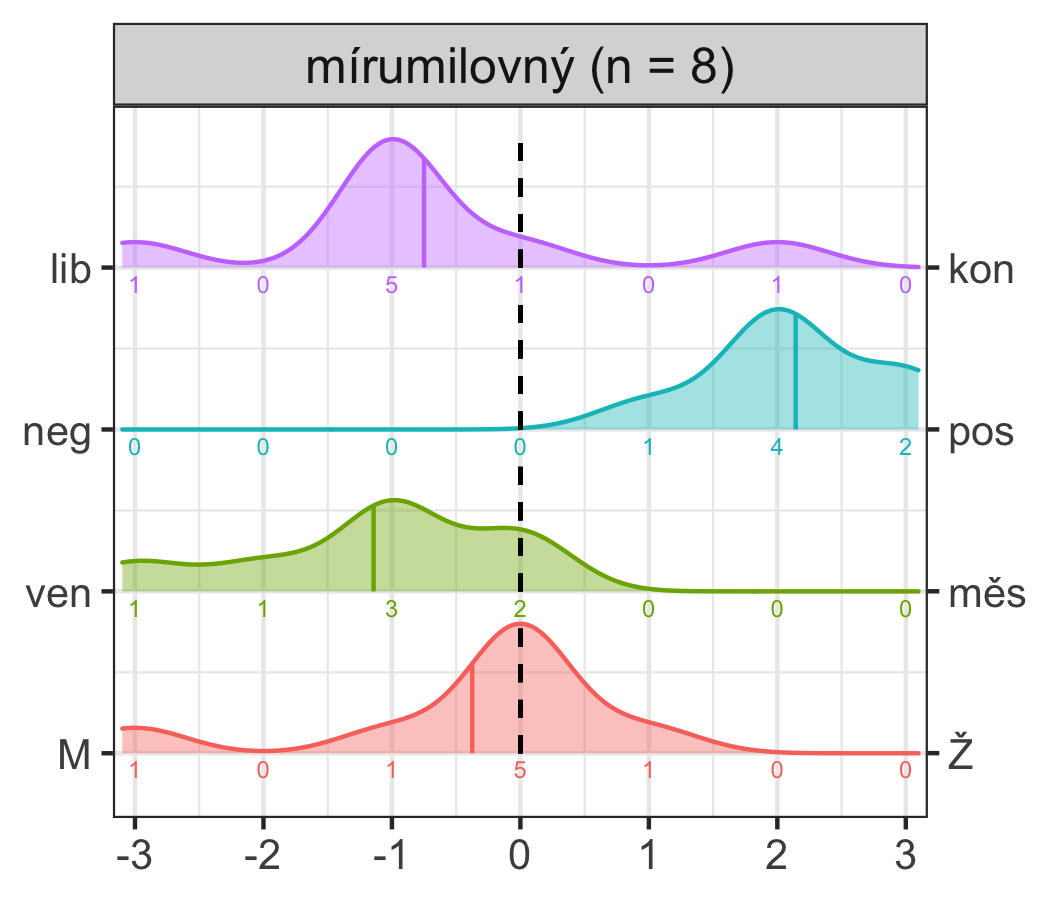 mírumilovný (n = 8)
lib kon
1 0 5 1 0 1 0
neg pos
0 0 0 0 1 4 2
ven měs
1 1 3 2 0 0 0
M Ž
1 0 1 5 1 0 0
-3 -2 -1 0 1 2 3